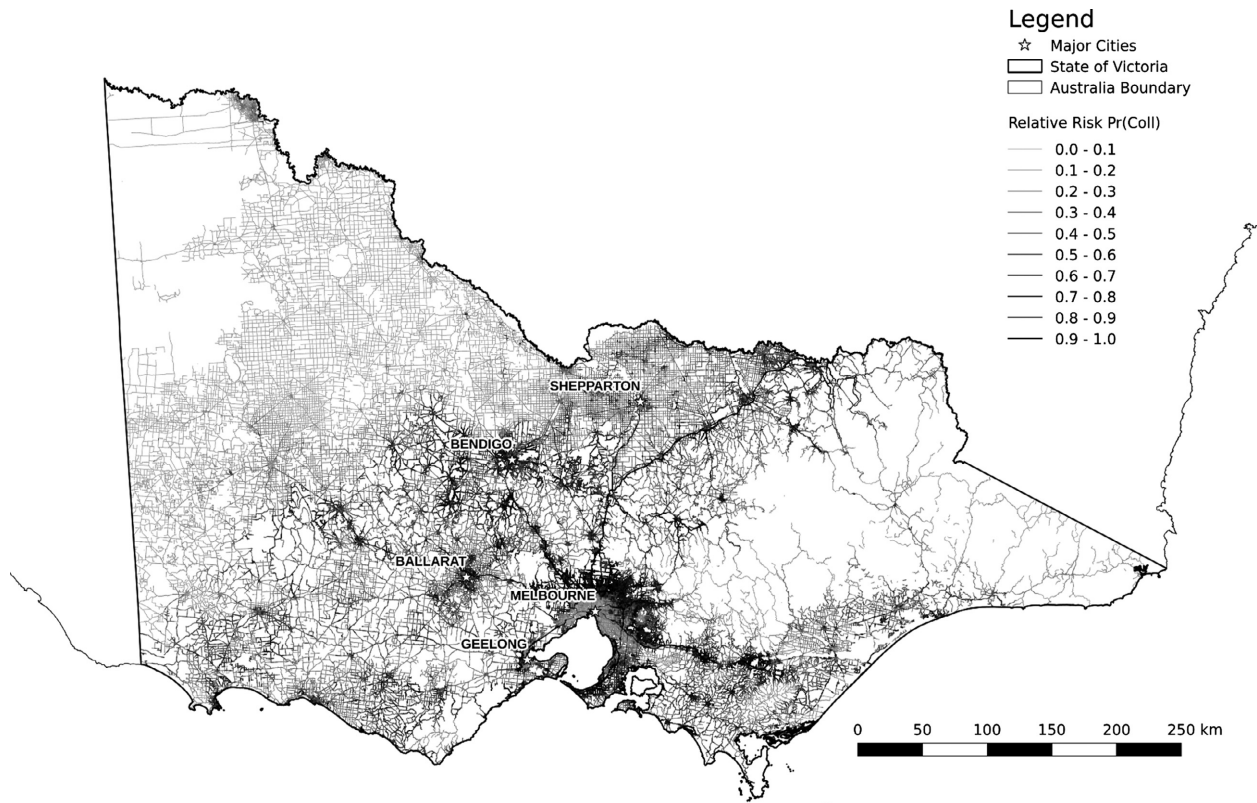 Legend
Major Cities
State of Victoria
Australia Boundary
Relative Risk Pr(Coll)
0.0 - 0.1
0.1 - 0.2
0.2 - 0.3
0.3 - 0.4
0.4 - 0.5
0.5 - 0.6
0.6 - 0.7
0.7 - 0.8
0.8 - 0.9
0.9 - 1.0
SHEPPARTON
BENDIGO
BALLARAT
MELBOURNE
GEELONG
0 50 100 150 200 250 km